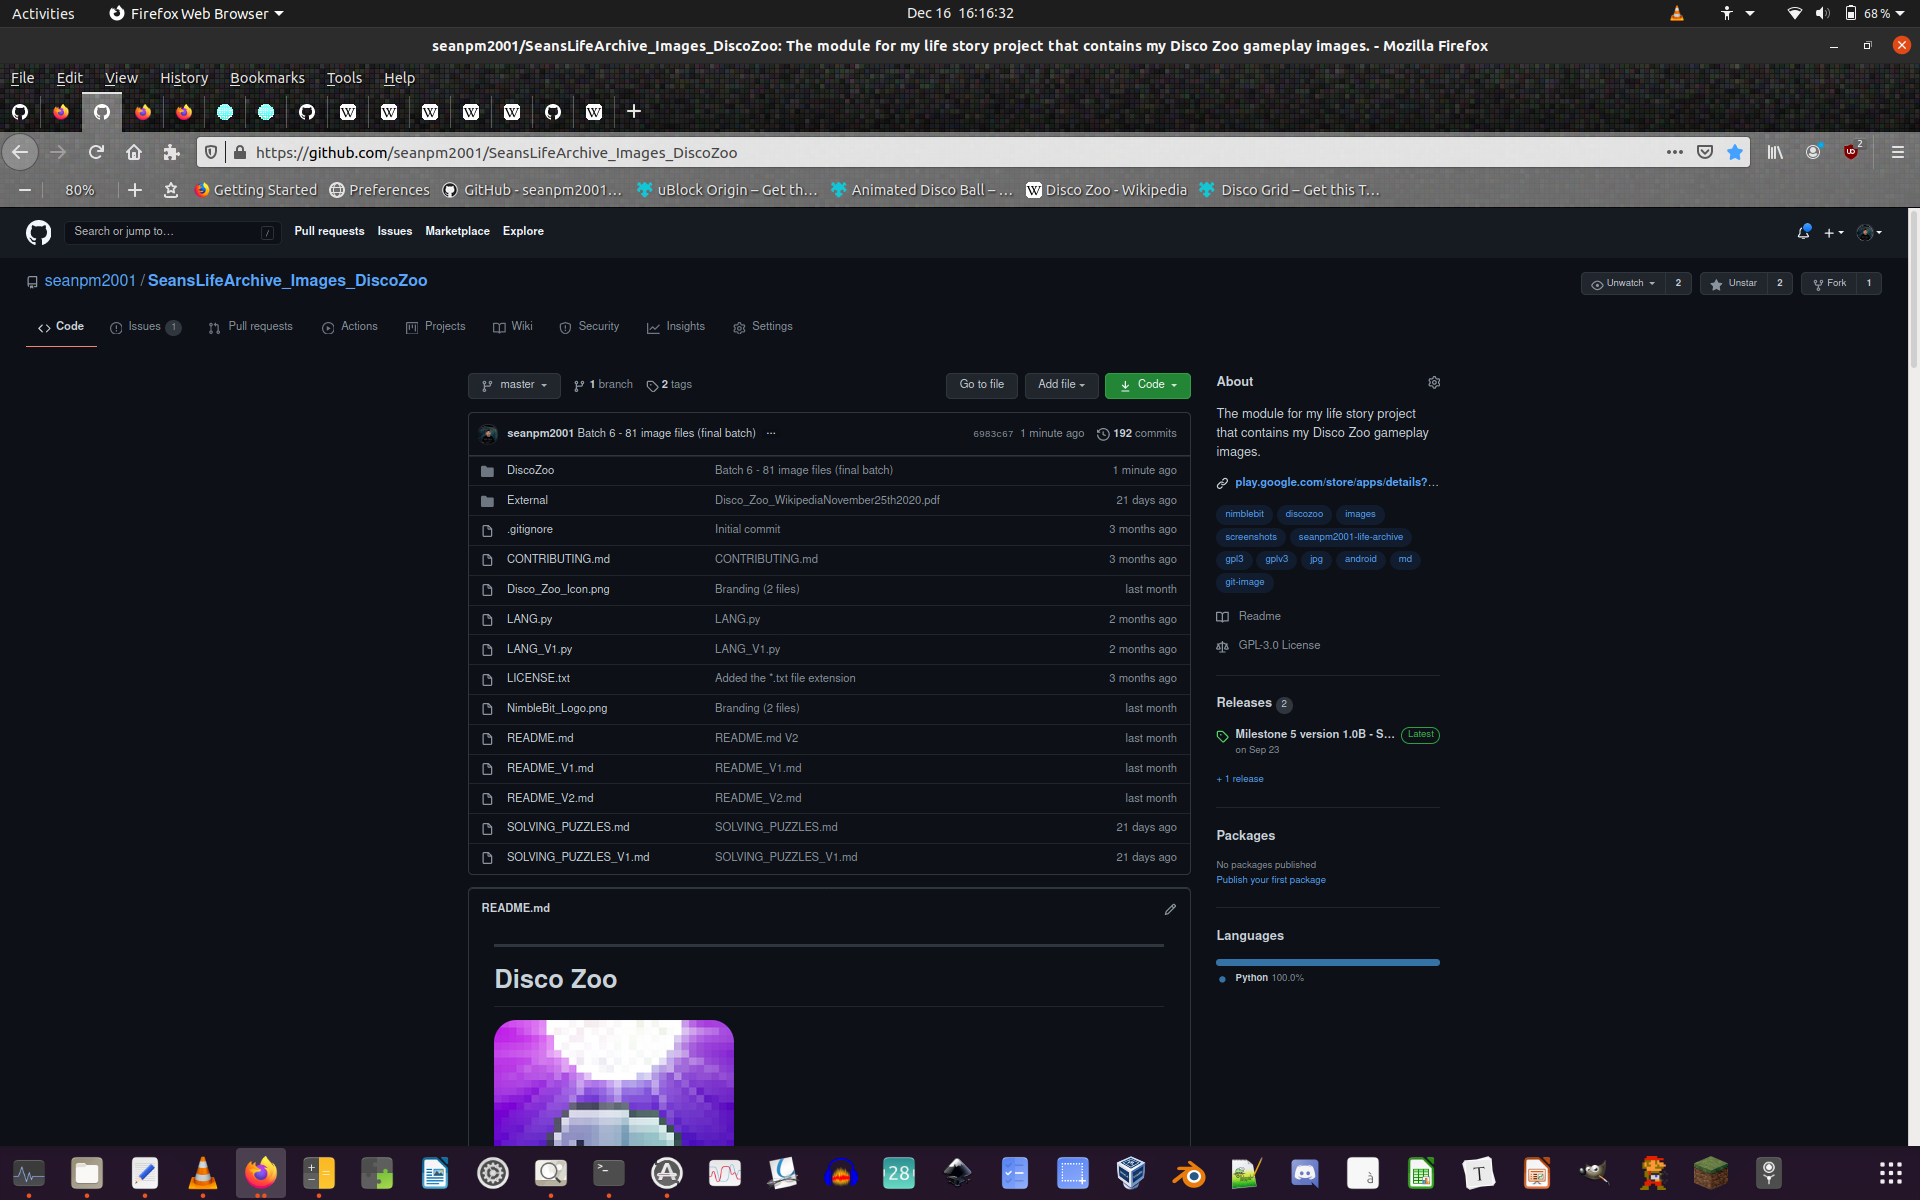 Activities Firefox Web Browser Dec 16 16:16:32 68 %
seanpm2001/SeansLifeArchive_Images_DiscoZoo: The module for my life story project that contains my Disco Zoo gameplay images. - Mozilla Firefox
File Edit View History Bookmarks Tools Help
https://github.com/seanpm2001/SeansLifeArchive_Images_DiscoZoo 2
80% Getting Started Preferences GitHub - seanpm2001... uBlock Origin – Get th... Animated Disco Ball – ... Disco Zoo - Wikipedia Disco Grid – Get this T...
Search or jump to... / Pull requests Issues Marketplace Explore
seanpm2001 / SeansLifeArchive_Images_DiscoZoo Unwatch 2 Unstar 2 Fork 1
Code Issues 1 Pull requests Actions Projects Wiki Security Insights Settings
master 1 branch 2 tags Go to file Add file Code
seanpm2001 Batch 6 - 81 image files (final batch) ... 6983c67 1 minute ago 192 commits
DiscoZoo Batch 6 - 81 image files (final batch) 1 minute ago
External Disco_Zoo_WikipediaNovember25th2020.pdf 21 days ago
.gitignore Initial commit 3 months ago
CONTRIBUTING.md CONTRIBUTING.md 3 months ago
Disco_Zoo_Icon.png Branding (2 files) last month
LANG.py LANG.py 2 months ago
LANG_V1.py LANG_V1.py 2 months ago
LICENSE.txt Added the *.txt file extension 3 months ago
NimbleBit_Logo.png Branding (2 files) last month
README.md README.md V2 last month
README_V1.md README_V1.md last month
README_V2.md README_V2.md last month
SOLVING_PUZZLES.md SOLVING_PUZZLES.md 21 days ago
SOLVING_PUZZLES_V1.md SOLVING_PUZZLES_V1.md 21 days ago
README.md
Disco Zoo
About
The module for my life story project
that contains my Disco Zoo gameplay
images.
play.google.com/store/apps/details?...
nimblebit discozoo images
screenshots seanpm2001-life-archive
gpl3 gplv3 jpg android md
git-image
Readme
GPL-3.0 License
Releases 2
Milestone 5 version 1.0B - S... Latest
on Sep 23
+ 1 release
Packages
No packages published
Publish your first package
Languages
Python 100.0%
28